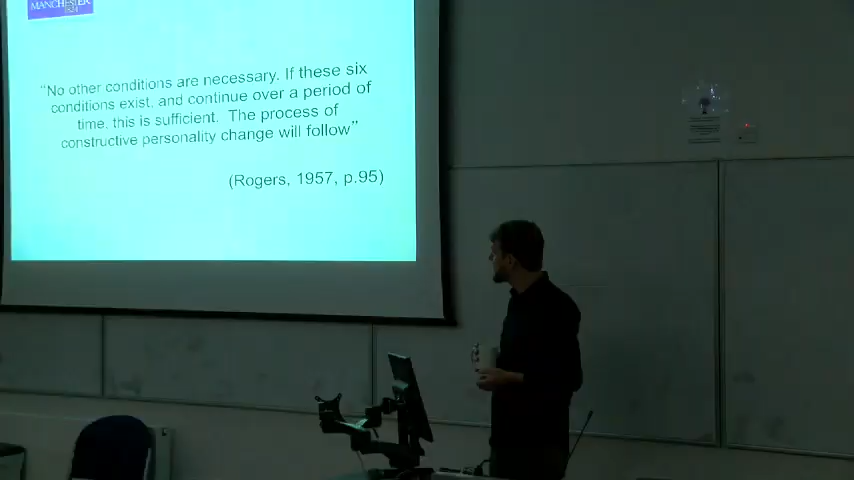 MANCHESTER
1824
"No other conditions are necessary. If these six
conditions exist, and continue over a period of
time, this is sufficient. The process of
constructive personality change will follow"
(Rogers, 1957, p.95)